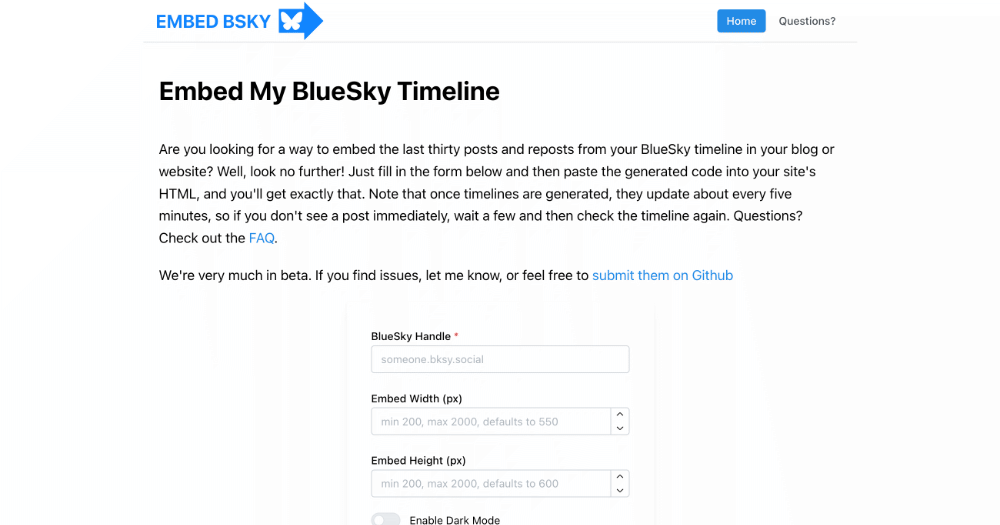 EMBED BSKY
Home
Questions?
Embed My BlueSky Timeline
Are you looking for a way to embed the last thirty posts and reposts from your BlueSky timeline in your blog or
website? Well, look no further! Just fill in the form below and then paste the generated code into your site's
HTML, and you'll get exactly that. Note that once timelines are generated, they update about every five
minutes, so if you don't see a post immediately, wait a few and then check the timeline again. Questions?
Check out the FAQ.
We're very much in beta. If you find issues, let me know, or feel free to submit them on Github
BlueSky Handle *
someone.bksy.social
Embed Width (px)
min 200, max 2000, defaults to 550
Embed Height (px)
min 200, max 2000, defaults to 600
Enable Dark Mode